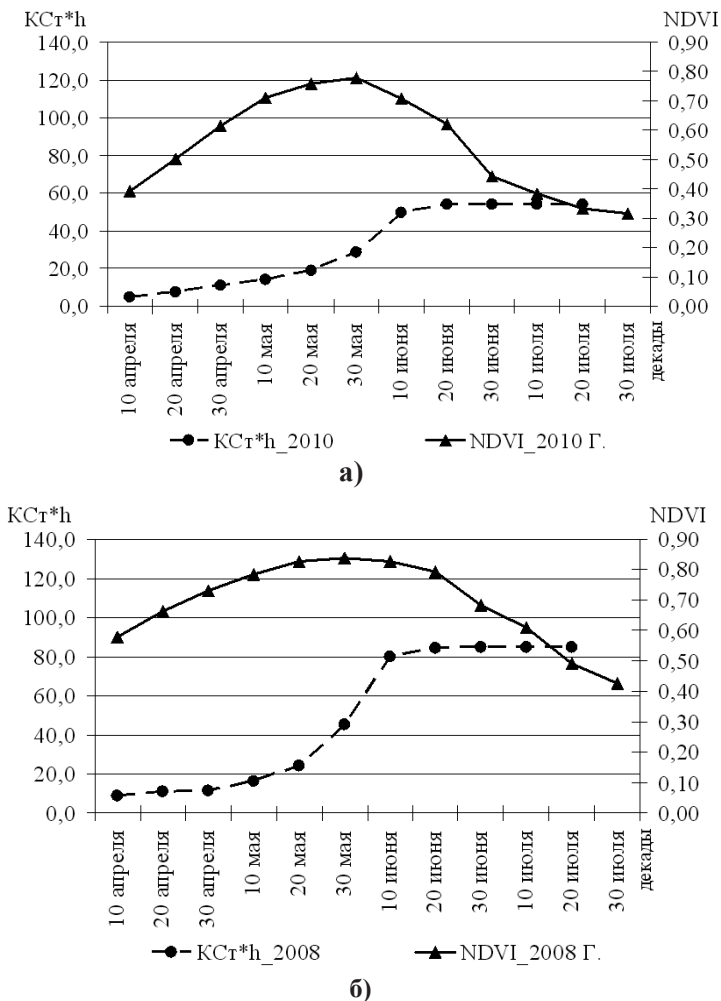 КСт*h NDVI
140,0 0,90
120,0 0,80
100,0 0,70
80,0 0,60
60,0 0,50
40,0 0,40
20,0 0,30
0,0 0,20
0,10
0,00
10 апреля
20 апреля
30 апреля
10 мая
20 мая
30 мая
10 июня
20 июня
30 июня
10 июля
20 июля
30 июля
декады
КСт*h_2010 NDVI_2010 Г.
а)
КСт*h NDVI
140,0 0,90
120,0 0,80
100,0 0,70
80,0 0,60
60,0 0,50
40,0 0,40
20,0 0,30
0,0 0,20
0,10
0,00
10 апреля
20 апреля
30 апреля
10 мая
20 мая
30 мая
10 июня
20 июня
30 июня
10 июля
20 июля
30 июля
декады
КСт*h_2008 NDVI_2008 Г.
б)